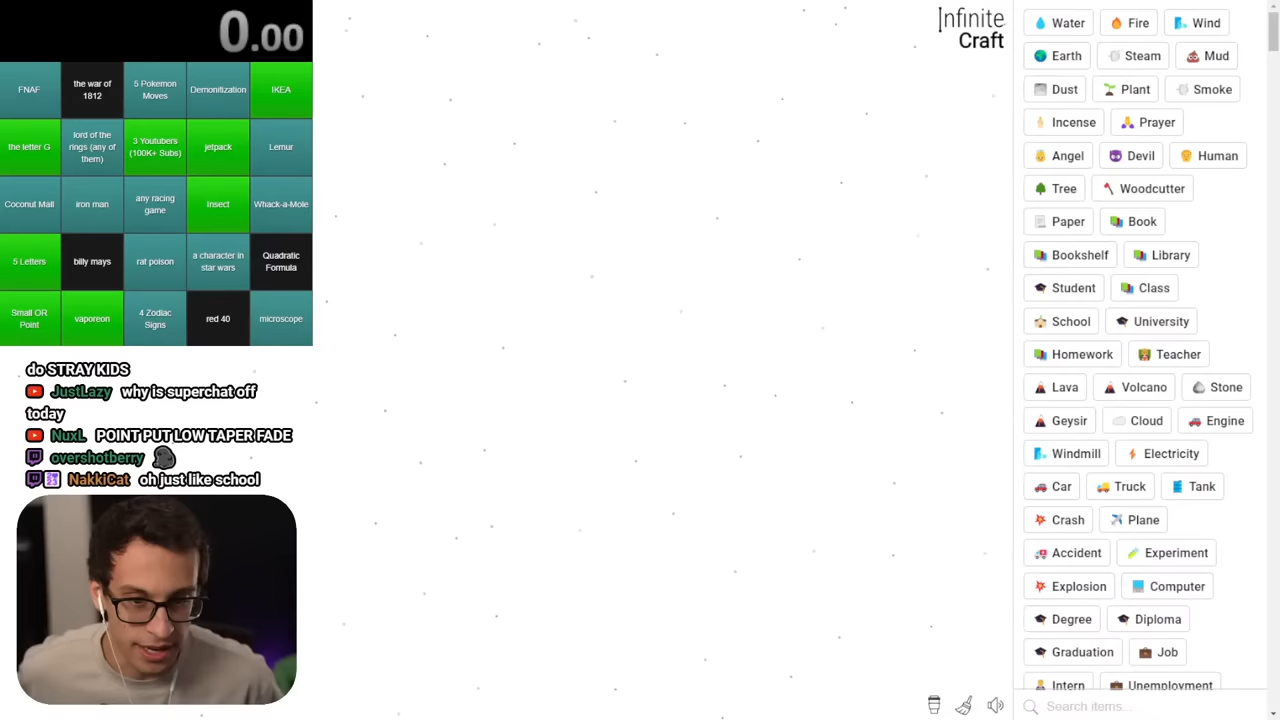 0.00
FNAF
the war of
1812
5 Pokemon
Moves
Demonitization
IKEA
the letter G
lord of the
rings (any of
them)
3 Youtubers
(100K+ Subs)
jetpack
Lemur
Coconut Mall
iron man
any racing
game
Insect
Whack-a-Mole
5 Letters
billy mays
rat poison
a character in
star wars
Quadratic
Formula
Small OR
Point
vaporeon
4 Zodiac
Signs
red 40
microscope
do STRAY KIDS
JustLazy why is superchat off
today
NuxL POINT PUT LOW TAPER FADE
overshotberry
NakkiCat oh just like school
Infinite
Craft
Water
Fire
Wind
Earth
Steam
Mud
Dust
Plant
Smoke
Incense
Prayer
Angel
Devil
Human
Tree
Woodcutter
Paper
Book
Bookshelf
Library
Student
Class
School
University
Homework
Teacher
Lava
Volcano
Stone
Geysir
Cloud
Engine
Windmill
Electricity
Car
Truck
Tank
Crash
Plane
Accident
Experiment
Explosion
Computer
Degree
Diploma
Graduation
Job
Intern
Unemployment
Search items...